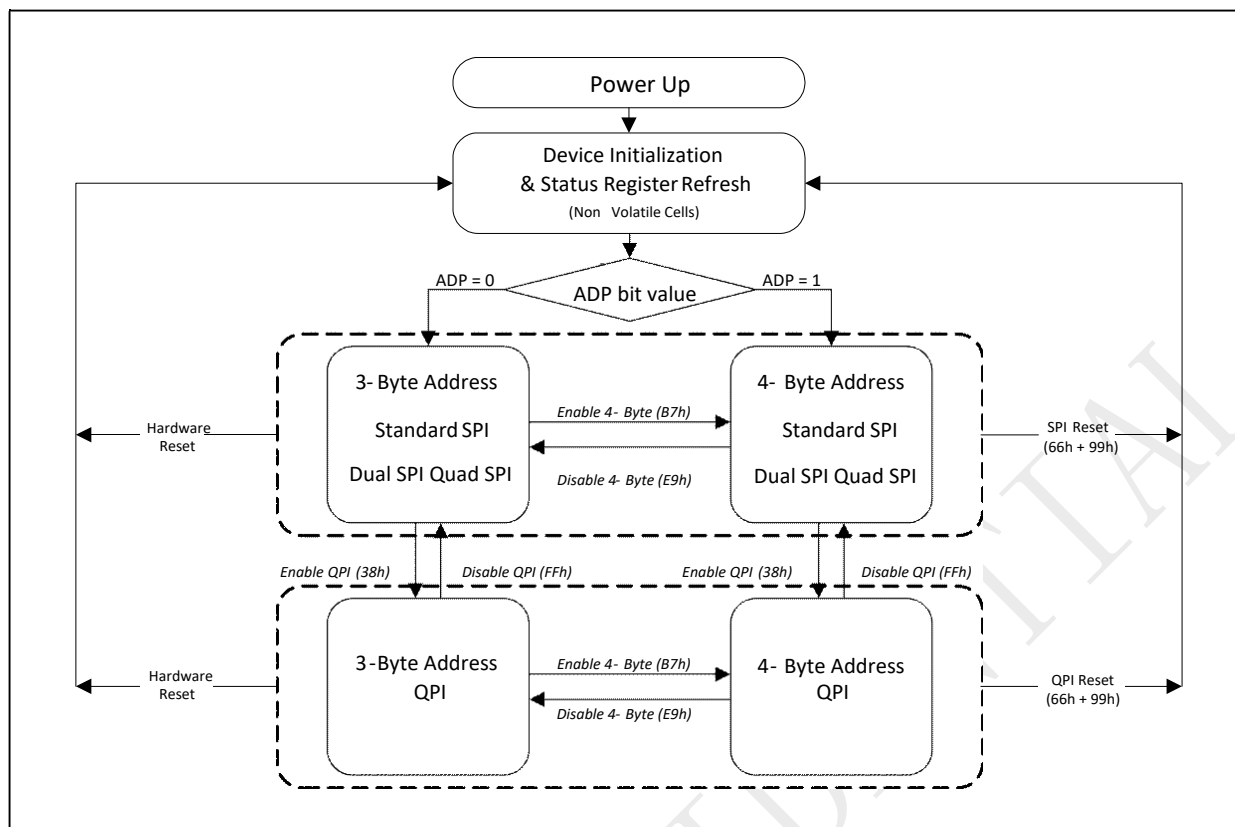 Power Up
Device Initialization
& Status Register Refresh
(Non Volatile Cells)
ADP = 0
ADP bit value
ADP = 1
3- Byte Address
Standard SPI
Dual SPI Quad SPI
Enable 4- Byte (B7h)
Disable 4- Byte (E9h)
4- Byte Address
Standard SPI
Dual SPI Quad SPI
Hardware
Reset
SPI Reset
(66h + 99h)
Enable QPI (38h)
Disable QPI (FFh)
Enable QPI (38h)
Disable QPI (FFh)
3-Byte Address
QPI
Enable 4- Byte (B7h)
Disable 4- Byte (E9h)
4- Byte Address
QPI
Hardware
Reset
QPI Reset
(66h + 99h)